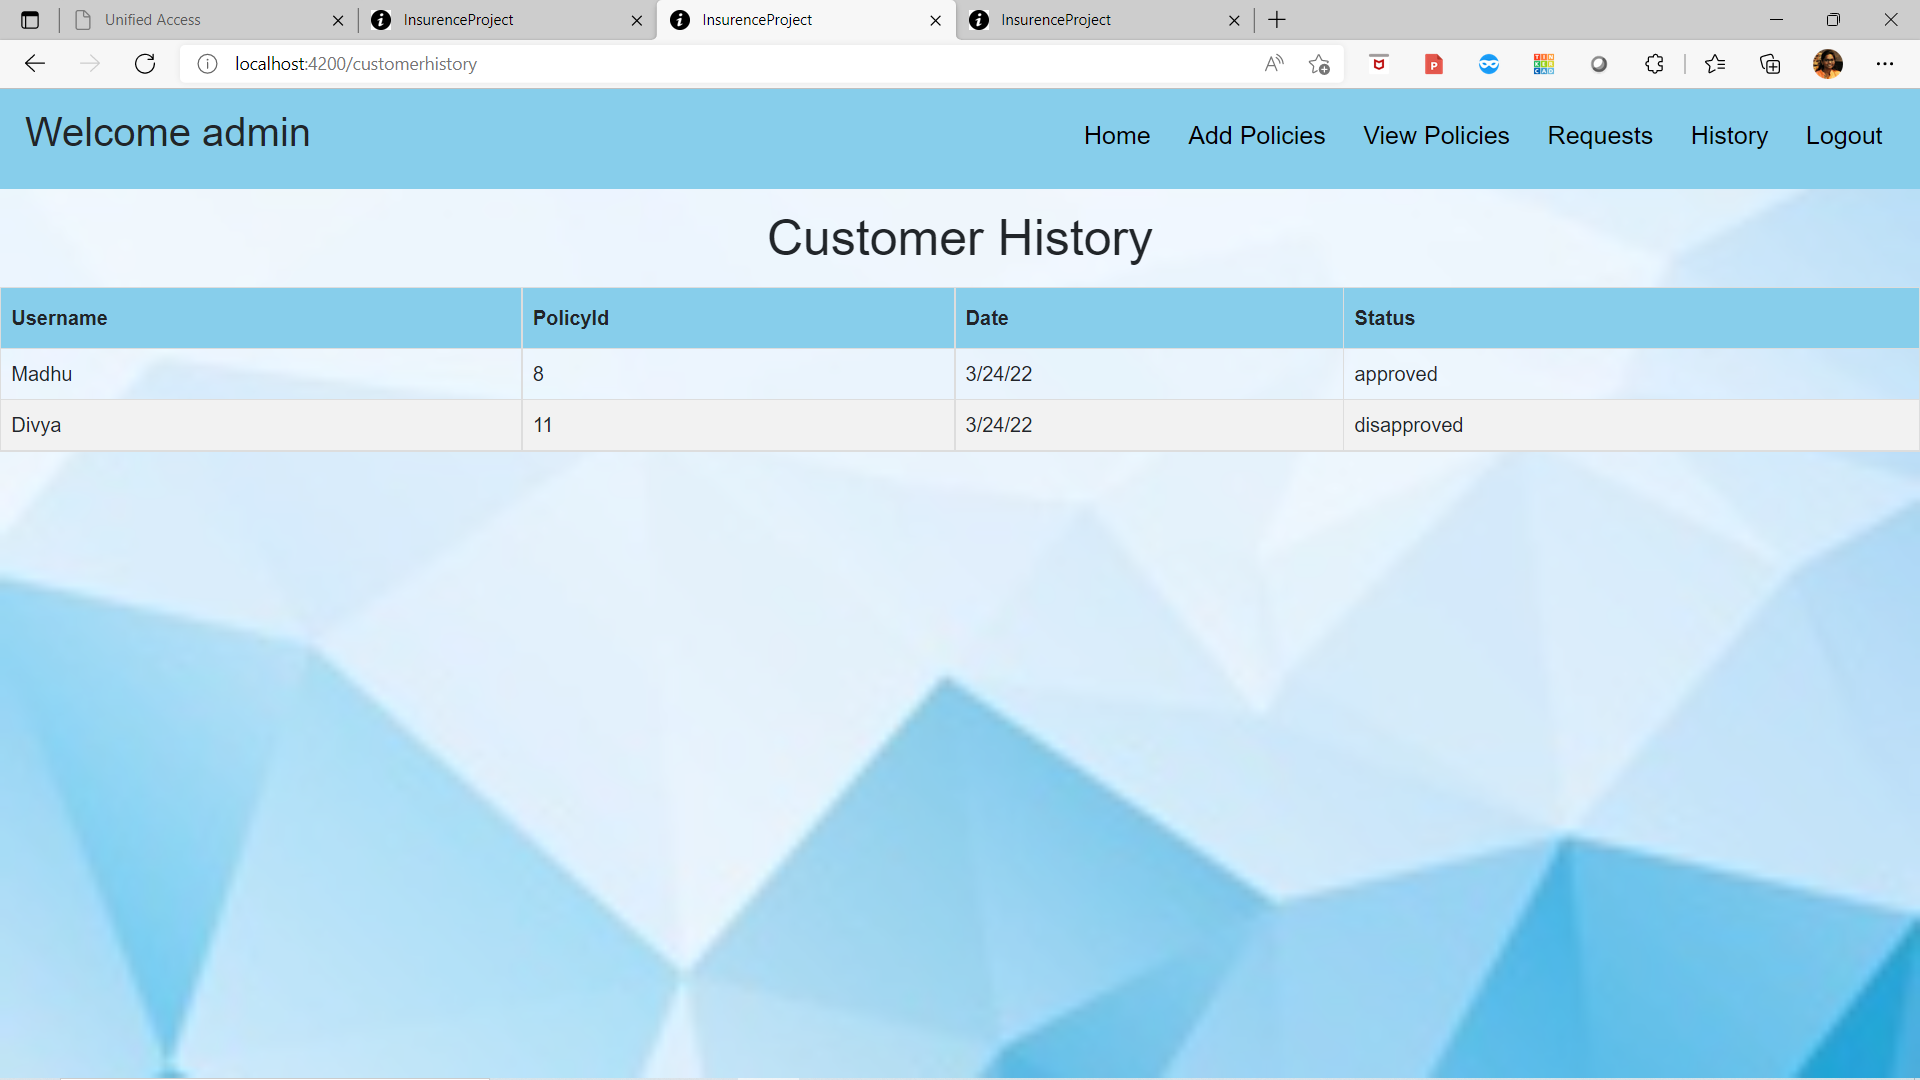 Unified Access
InsurenceProject
InsurenceProject
InsurenceProject
localhost:4200/customerhistory
Welcome admin
Home Add Policies View Policies Requests History Logout
Customer History
Username PolicyId Date Status
Madhu 8 3/24/22 approved
Divya 11 3/24/22 disapproved